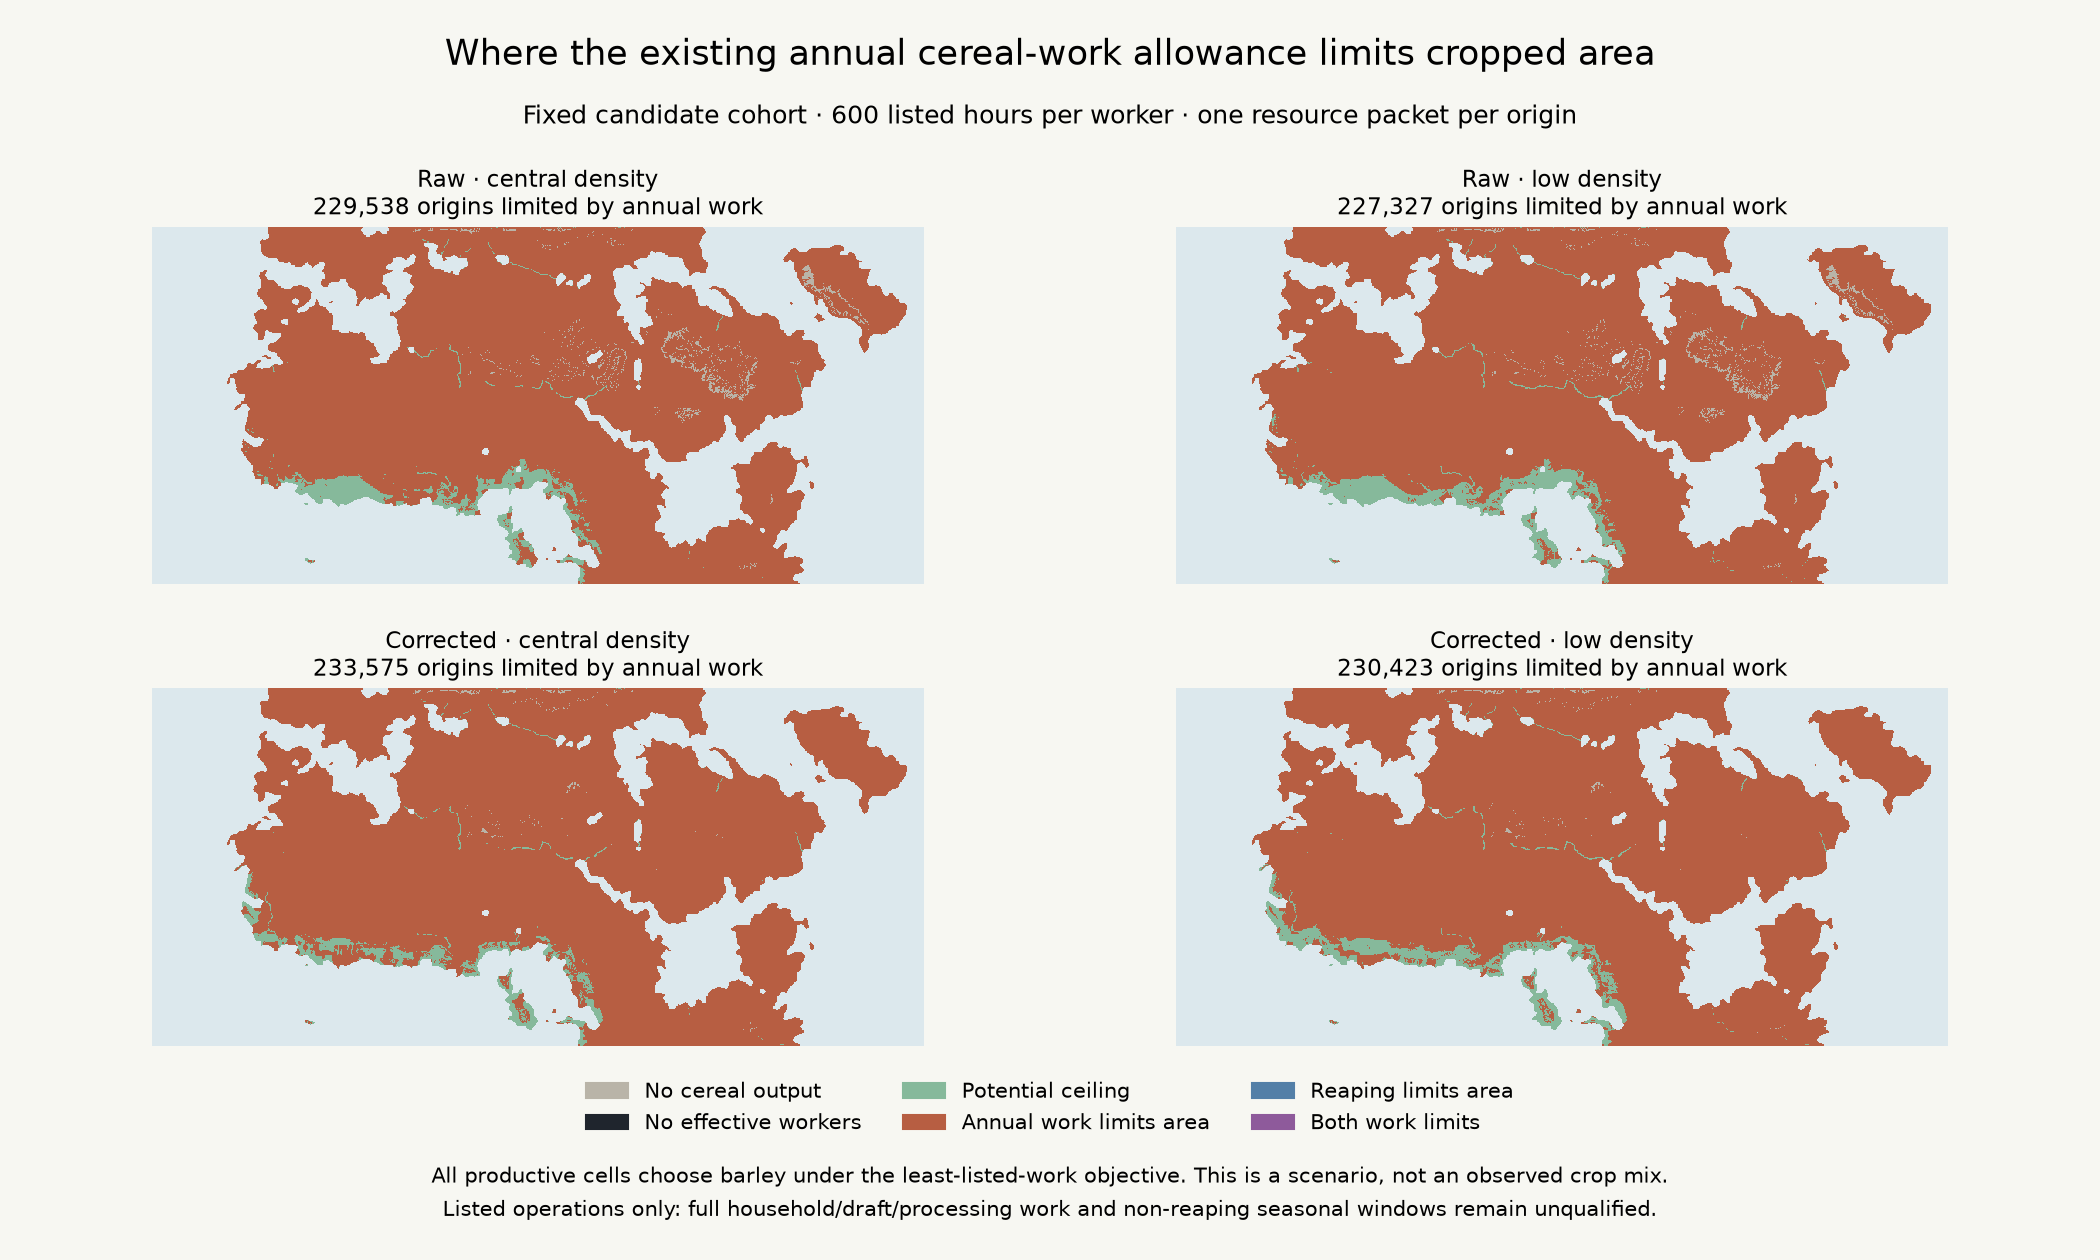 Where the existing annual cereal-work allowance limits cropped area
Fixed candidate cohort · 600 listed hours per worker · one resource packet per origin
Raw · central density
229,538 origins limited by annual work
Raw · low density
227,327 origins limited by annual work
Corrected · central density
233,575 origins limited by annual work
Corrected · low density
230,423 origins limited by annual work
No cereal output
Potential ceiling
Reaping limits area
No effective workers
Annual work limits area
Both work limits
All productive cells choose barley under the least-listed-work objective. This is a scenario, not an observed crop mix.
Listed operations only: full household/draft/processing work and non-reaping seasonal windows remain unqualified.